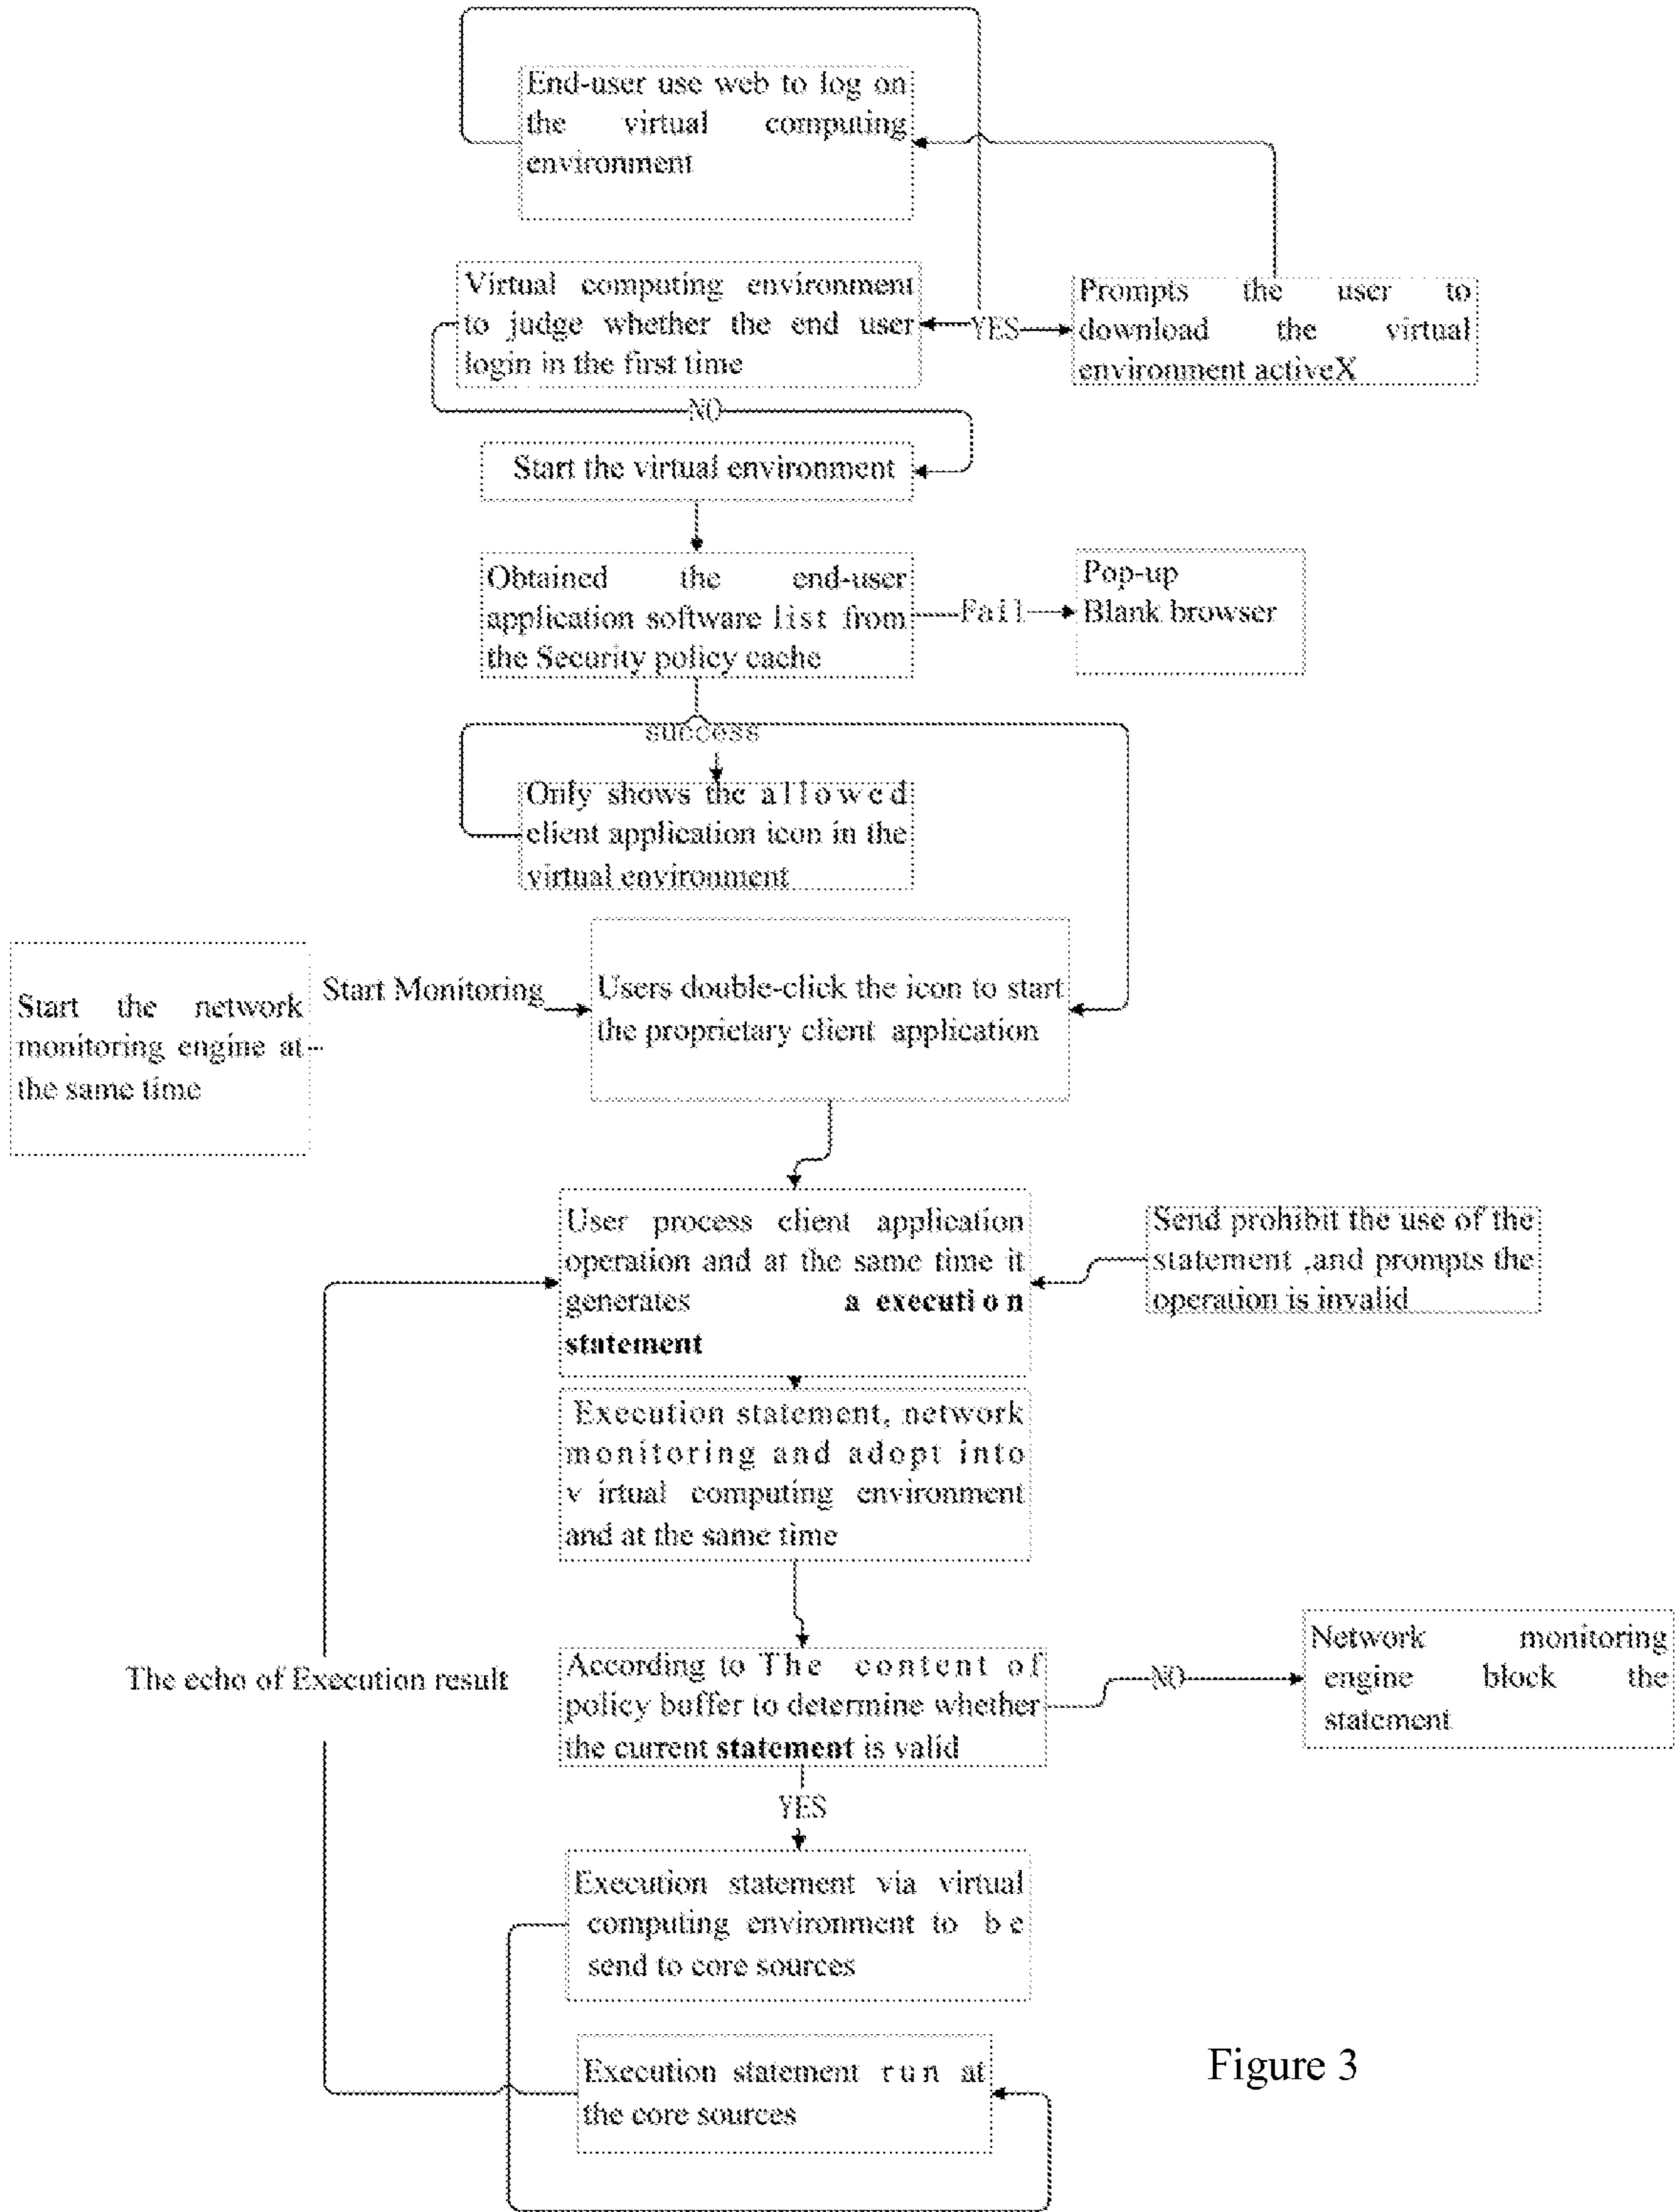 End-user use web to log on
the virtual computing
environment
Virtual computing environment
to judge whether the end user
login in the first time
YES
Prompts the user to
download the virtual
environment activeX
NO
Start the virtual environment
Obtained the end-user
application software list from
the Security policy cache
Fail
Pop-up
Blank browser
success
Only shows the allowed
client application icon in the
virtual environment
Start the network
monitoring engine at
the same time
Start Monitoring
Users double-click the icon to start
the proprietary client application
User process client application
operation and at the same time it
generates a execution
statement
Send prohibit the use of the
statement ,and prompts the
operation is invalid
Execution statement, network
monitoring and adopt into
v irtual computing environment
and at the same time
The echo of Execution result
According to The content of
policy buffer to determine whether
the current statement is valid
NO
Network monitoring
engine block the
statement
YES
Execution statement via virtual
computing environment to be
send to core sources
Execution statement run at
the core sources
Figure 3